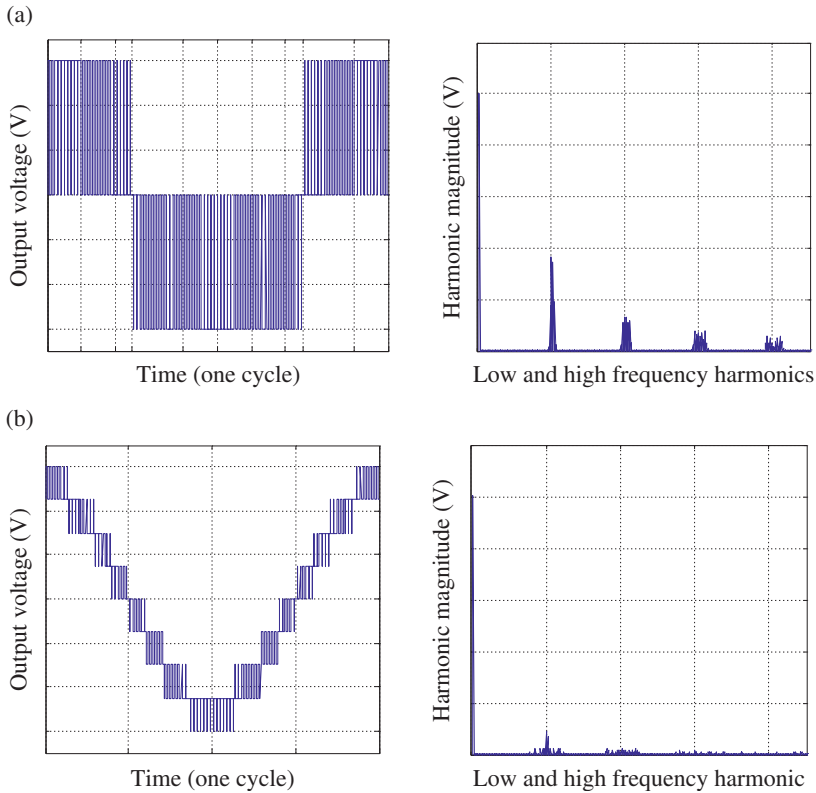 (a)
Output voltage (V)
Time (one cycle)
Harmonic magnitude (V)
Low and high frequency harmonics
(b)
Output voltage (V)
Time (one cycle)
Harmonic magnitude (V)
Low and high frequency harmonic